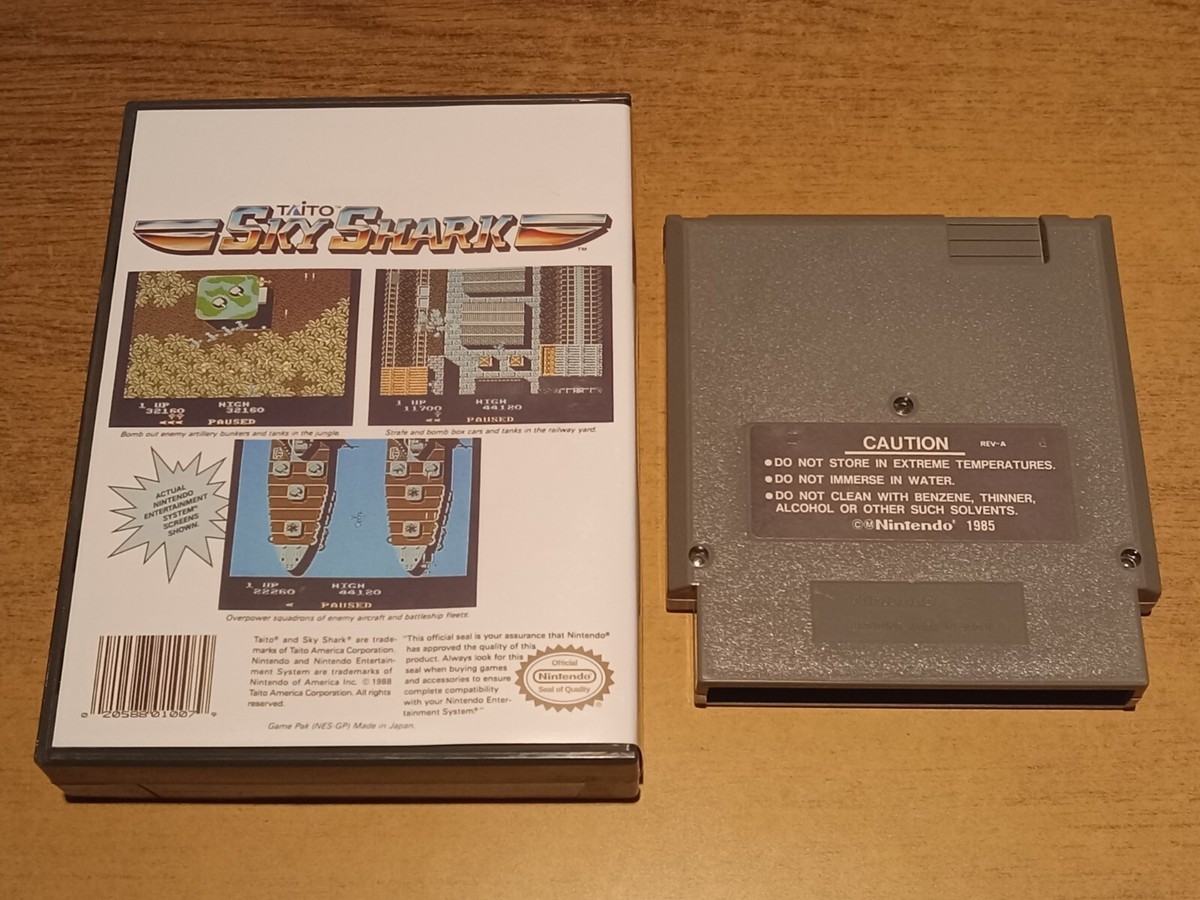 TAITO™
SKY SHARK
™
1 UP HIGH
32160 32160
PAUSED
Bomb out enemy artillery bunkers and tanks in the jungle.
1 UP HIGH
11700 44120
PAUSED
Strafe and bomb box cars and tanks in the railway yard.
ACTUAL
NINTENDO
ENTERTAINMENT
SYSTEM®
SCREENS
SHOWN.
1 UP HIGH
22260 44120
PAUSED
Overpower squadrons of enemy aircraft and battleship fleets.
Taito® and Sky Shark® are trade-
marks of Taito America Corporation.
Nintendo and Nintendo Entertain-
ment System are trademarks of
Nintendo of America Inc. © 1988
Taito America Corporation. All rights
reserved.
"This official seal is your assurance that Nintendo®
has approved the quality of this
product. Always look for this
seal when buying games
and accessories to ensure
complete compatibility
with your Nintendo Enter-
tainment System®"
Official
Nintendo®
Seal of Quality
®
0 20588 01007 9
Game Pak (NES-GP) Made in Japan.
CAUTION REV-A
●DO NOT STORE IN EXTREME TEMPERATURES.
●DO NOT IMMERSE IN WATER.
●DO NOT CLEAN WITH BENZENE, THINNER,
ALCOHOL OR OTHER SUCH SOLVENTS.
©Ⓜ Nintendo® 1985